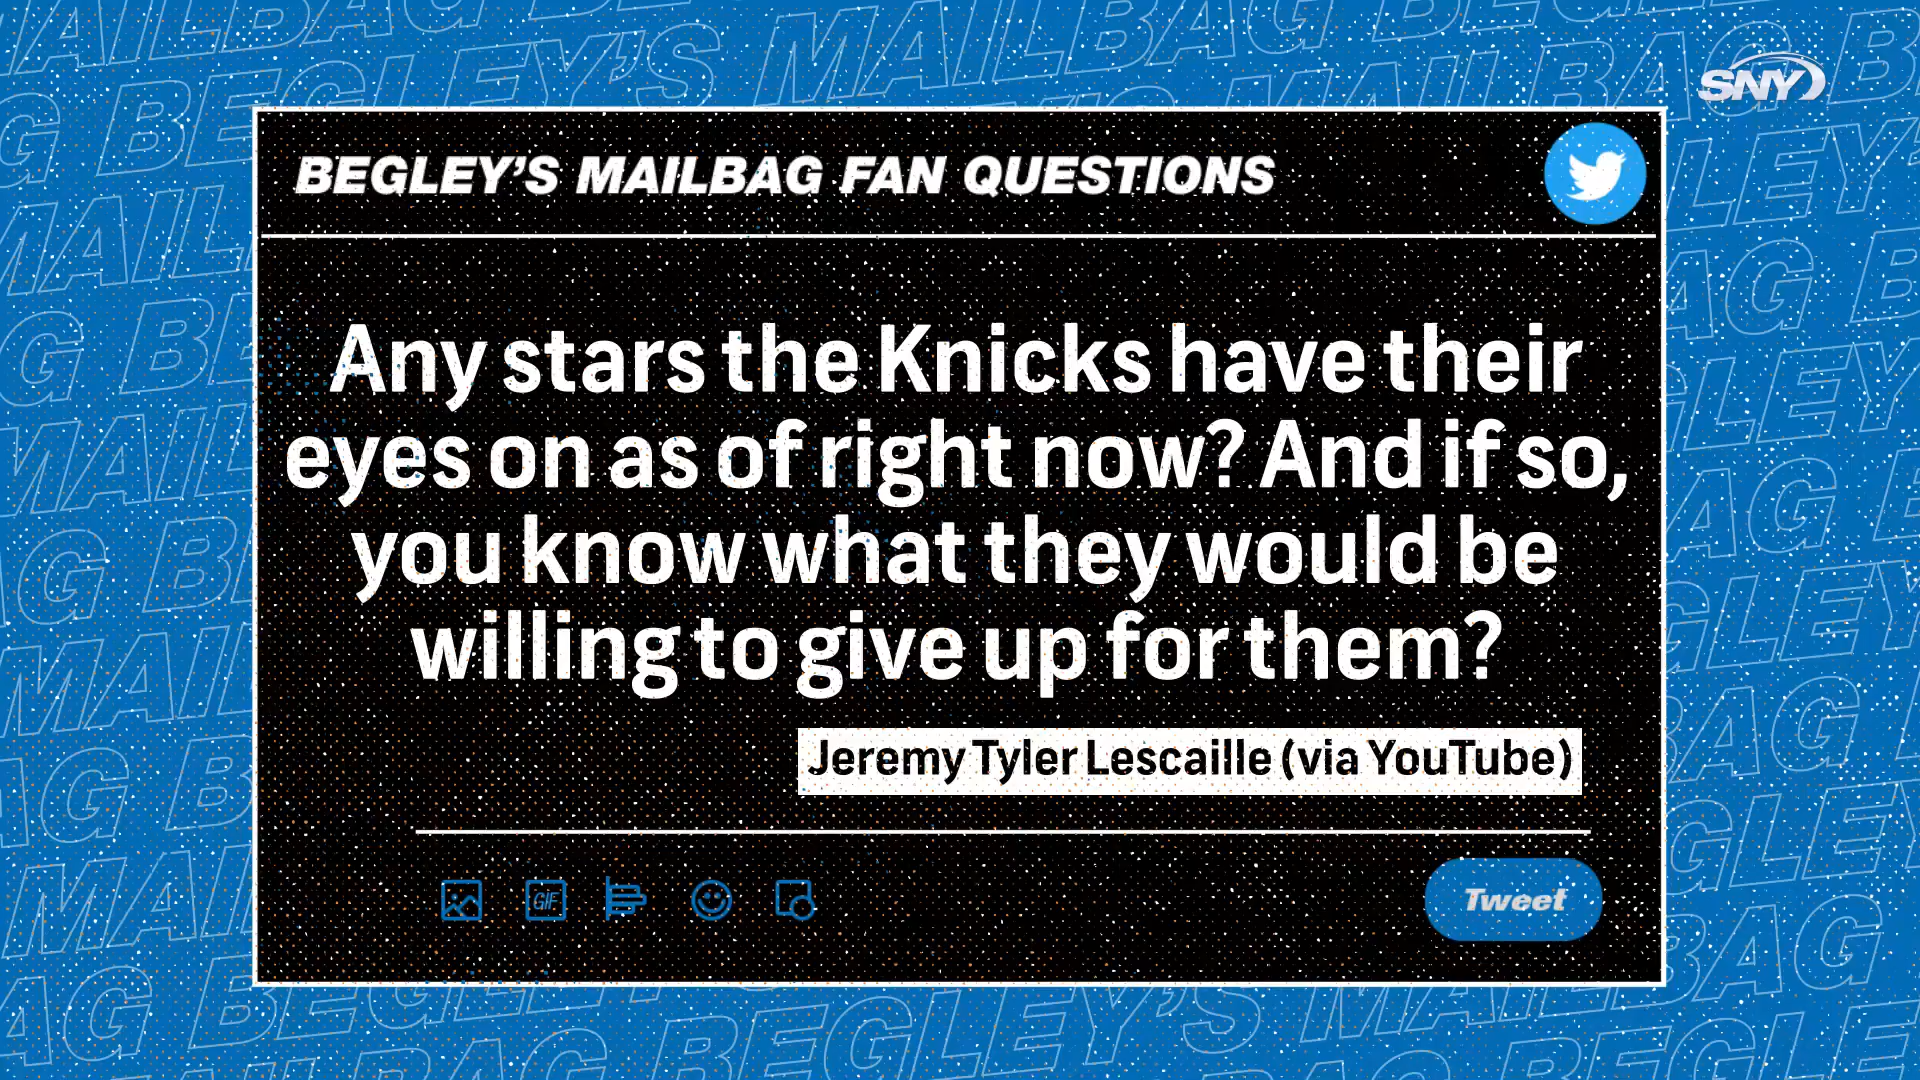 SNY
BEGLEY'S MAILBAG FAN QUESTIONS
Any stars the Knicks have their
eyes on as of right now? And if so,
you know what they would be
willing to give up for them?
Jeremy Tyler Lescaille (via YouTube)
GIF
Tweet